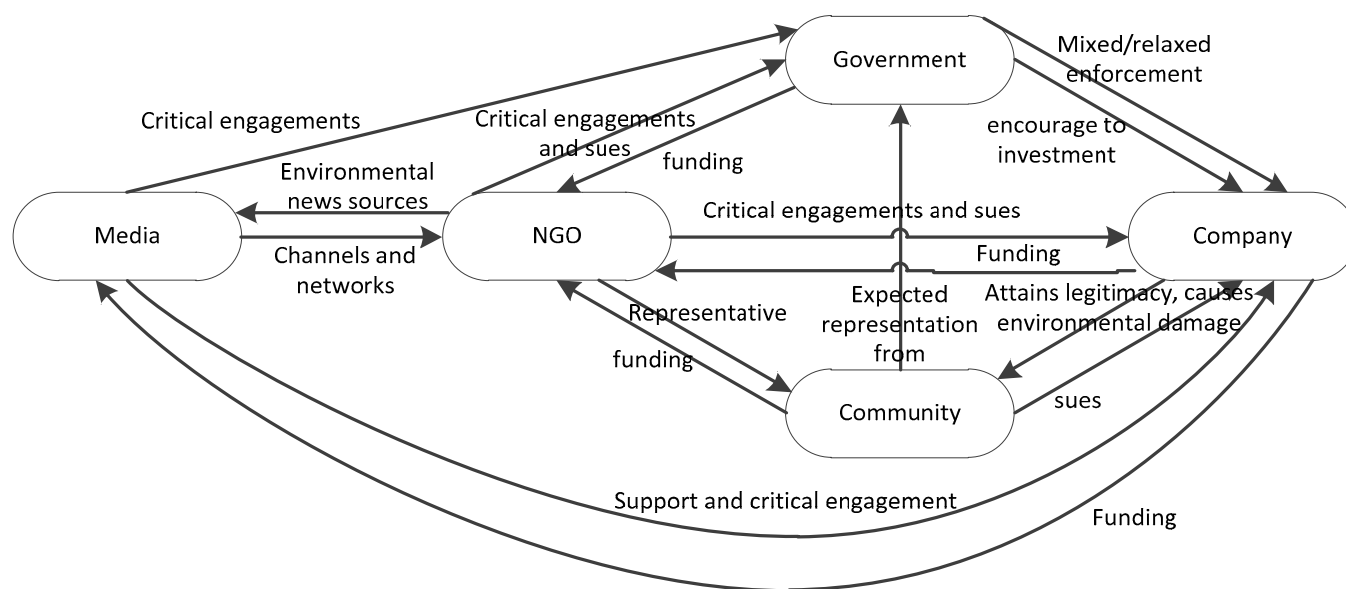 Government
Mixed/relaxed
enforcement
Critical engagements
Critical engagements
and sues
encourage to
investment
funding
Environmental
news sources
Media
NGO
Critical engagements and sues
Company
Channels and
networks
Funding
Expected
representation
from
Attains legitimacy, causes
environmental damage
Representative
funding
Community
sues
Support and critical engagement
Funding